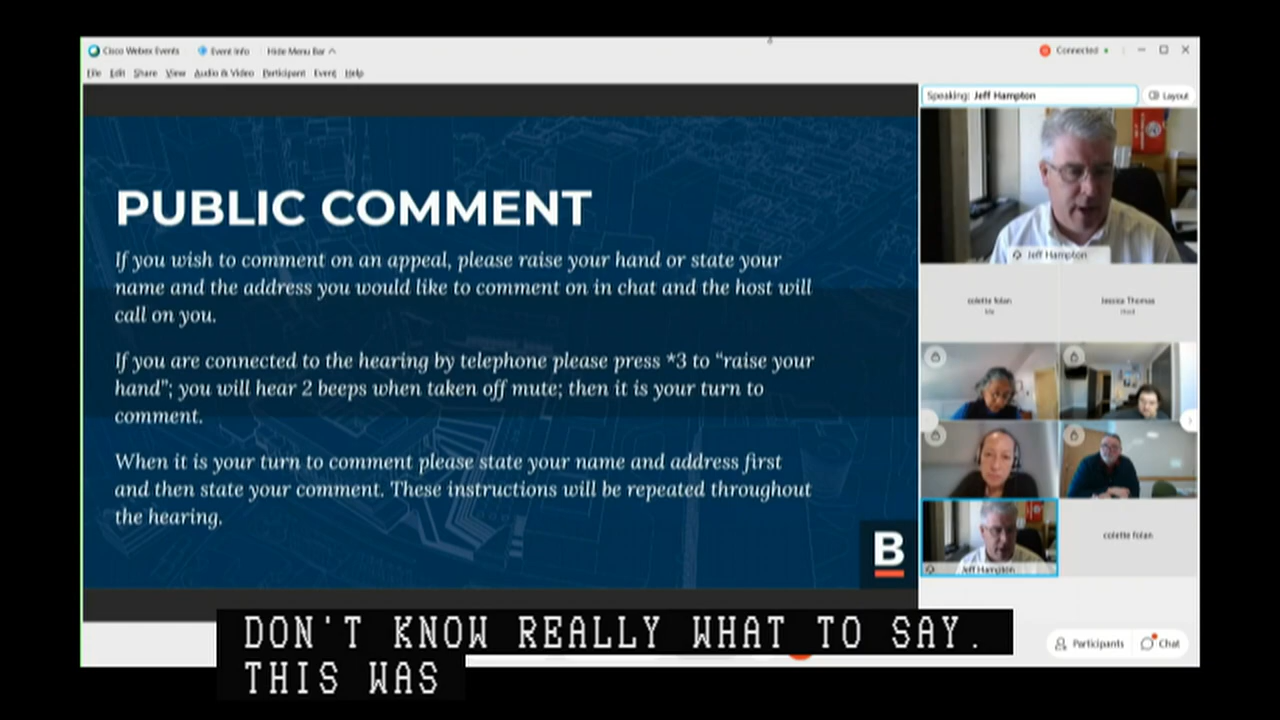 Cisco Webex Events
Event Info
Hide Menu Bar
Connected
File Edit Share View Audio & Video Participant Event Help
Speaking: Jeff Hampton
Layout
PUBLIC COMMENT
If you wish to comment on an appeal, please raise your hand or state your
name and the address you would like to comment on in chat and the host will
call on you.
If you are connected to the hearing by telephone please press *3 to “raise your
hand”; you will hear 2 beeps when taken off mute; then it is your turn to
comment.
When it is your turn to comment please state your name and address first
and then state your comment. These instructions will be repeated throughout
the hearing.
B
Jeff Hampton
colette folan
Me
Jessica Thomas
Host
Jeff Hampton
colette folan
Participants
Chat
DON'T KNOW REALLY WHAT TO SAY.
THIS WAS